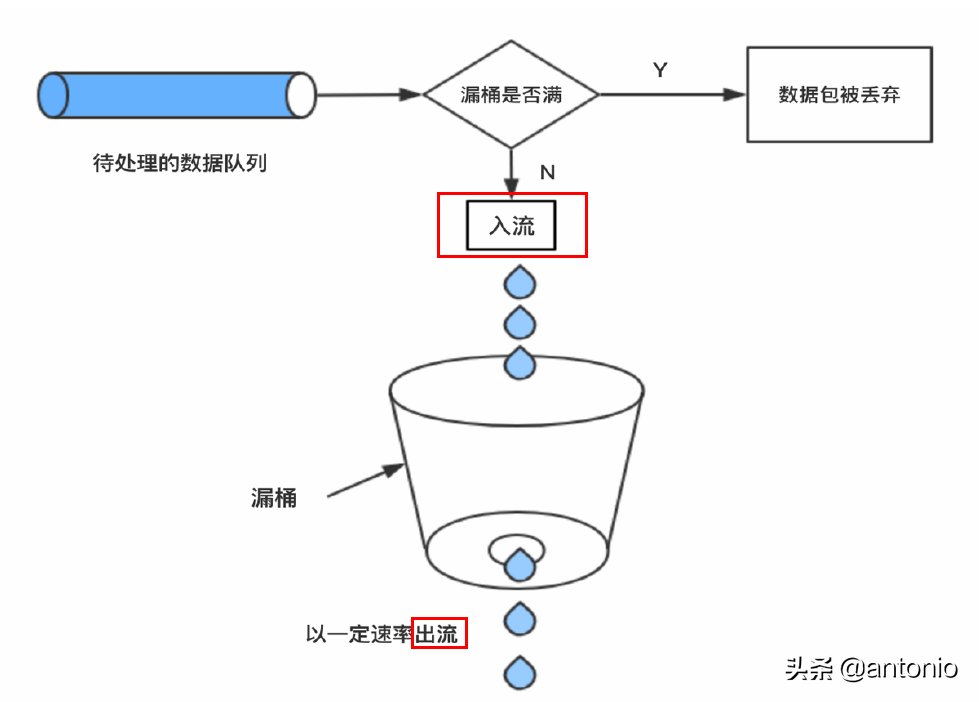 漏桶是否满
Y
数据包被丢弃
待处理的数据队列
N
入流
漏桶
以一定速率出流
头条 @antonio